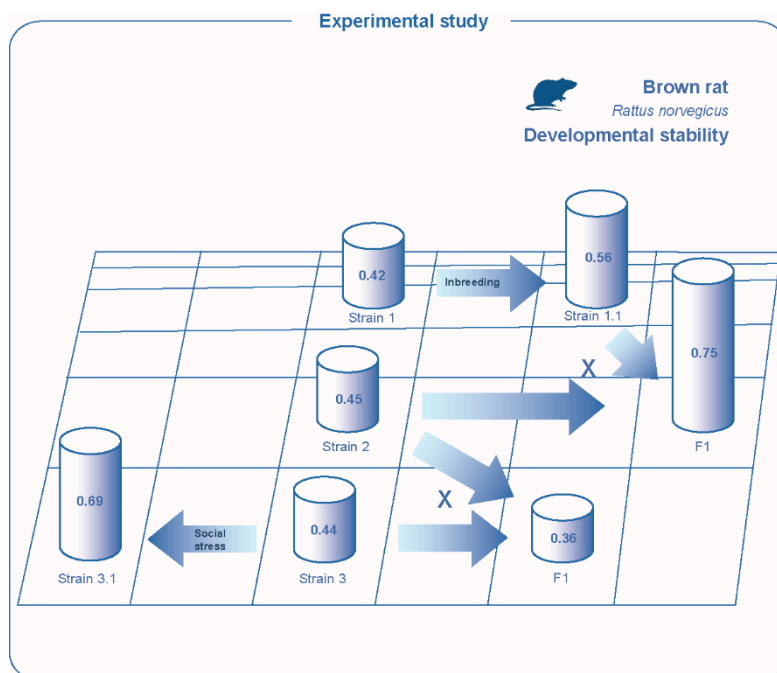 Experimental study
Brown rat
Rattus norvegicus
Developmental stability
0.42
Strain 1
Inbreeding
0.56
Strain 1.1
0.75
F1
X
0.45
Strain 2
0.69
Strain 3.1
Social
stress
0.44
Strain 3
X
0.36
F1